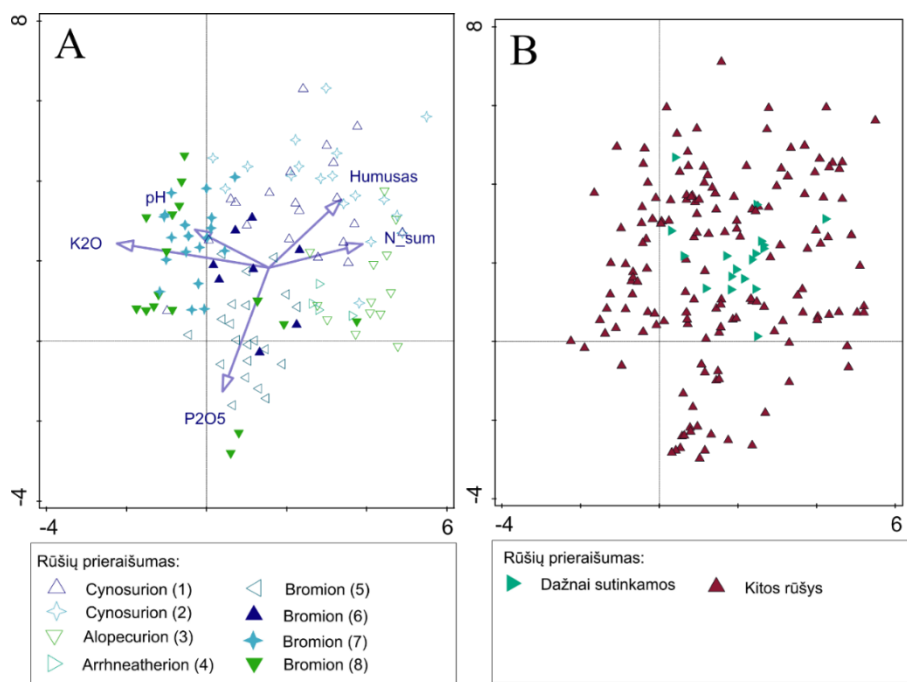 A
8
Humusas
pH
K2O
N_sum
P2O5
-4
-4
6
Rūšių prieraišumas:
Cynosurion (1)
Cynosurion (2)
Alopecurion (3)
Arrhneatherion (4)
Bromion (5)
Bromion (6)
Bromion (7)
Bromion (8)
B
8
-4
-4
6
Rūšių prieraišumas:
Dažnai sutinkamos
Kitos rūšys